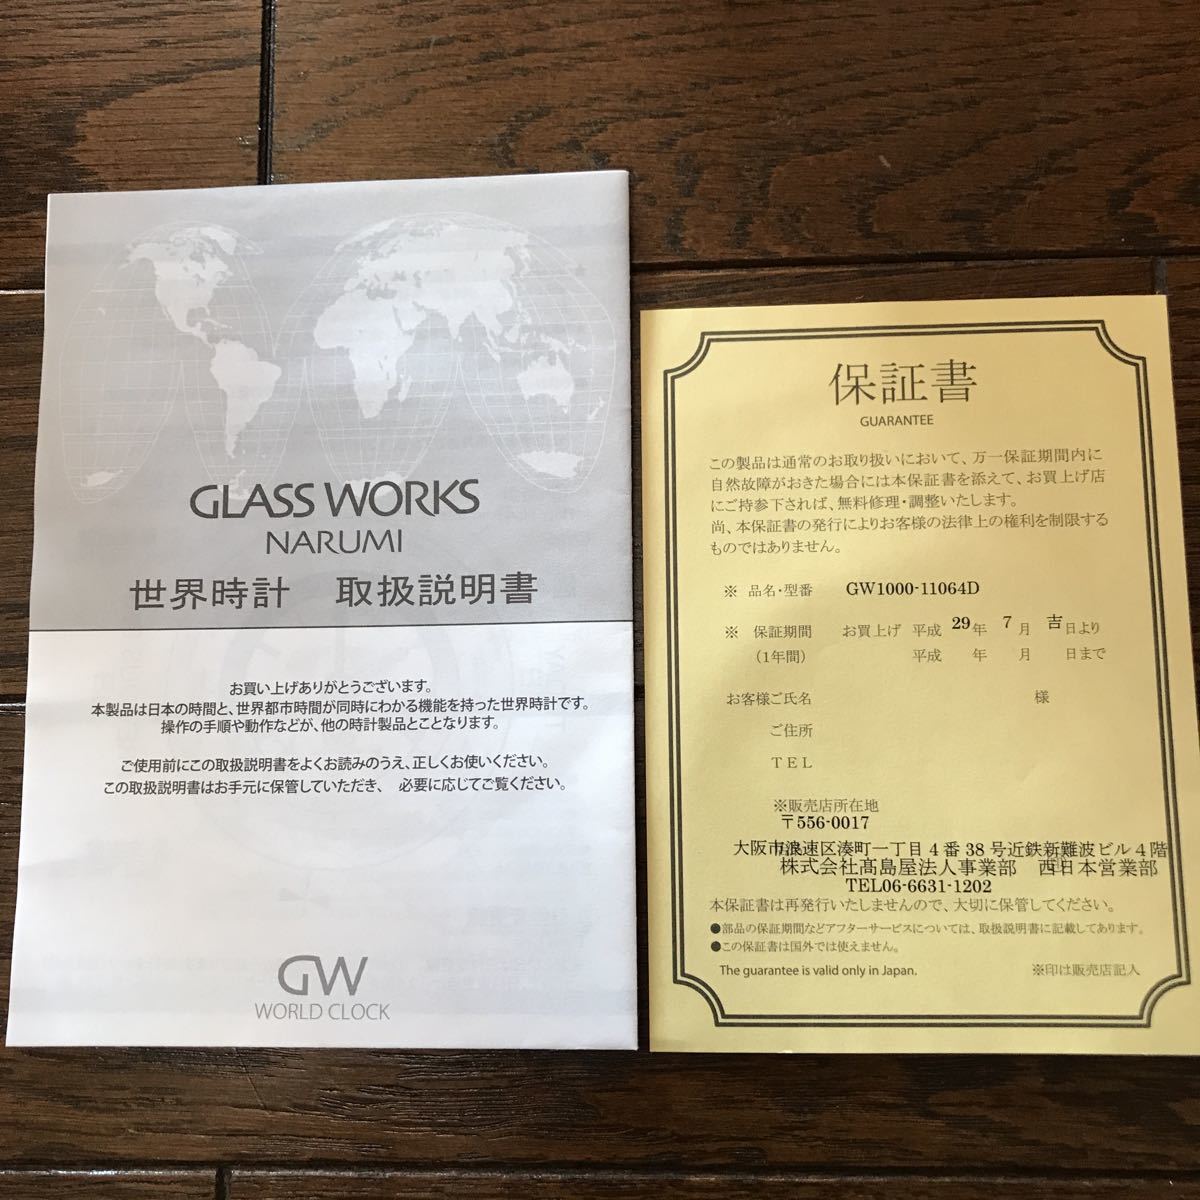 GLASS WORKS
NARUMI
世界時計 取扱説明書
お買い上げありがとうございます。
本製品は日本の時間と、世界都市時間が同時にわかる機能を持った世界時計です。
操作の手順や動作などが、他の時計製品とことなります。
ご使用前にこの取扱説明書をよくお読みのうえ、正しくお使いください。
この取扱説明書はお手元に保管していただき、 必要に応じてご覧ください。
GW
WORLD CLOCK
保証書
GUARANTEE
この製品は通常のお取り扱いにおいて、万一保証期間内に
自然故障がおきた場合には本保証書を添えて、お買上げ店
にご持参下されば、無料修理・調整いたします。
尚、本保証書の発行によりお客様の法律上の権利を制限する
ものではありません。
※ 品名・型番 GW1000-11064D
※ 保証期間 お買上げ 平成 29年 7月 吉日より
(1年間) 平成 年 月 日まで
お客様ご氏名 様
ご住所
TEL
※販売店所在地
〒556-0017
大阪市浪速区湊町一丁目4番38号近鉄新難波ビル4階
株式会社髙島屋法人事業部 西日本営業部
TEL06-6631-1202
本保証書は再発行いたしませんので、大切に保管してください。
●部品の保証期間などアフターサービスについては、取扱説明書に記載してあります。
●この保証書は国外では使えません。
The guarantee is valid only in Japan. ※印は販売店記入